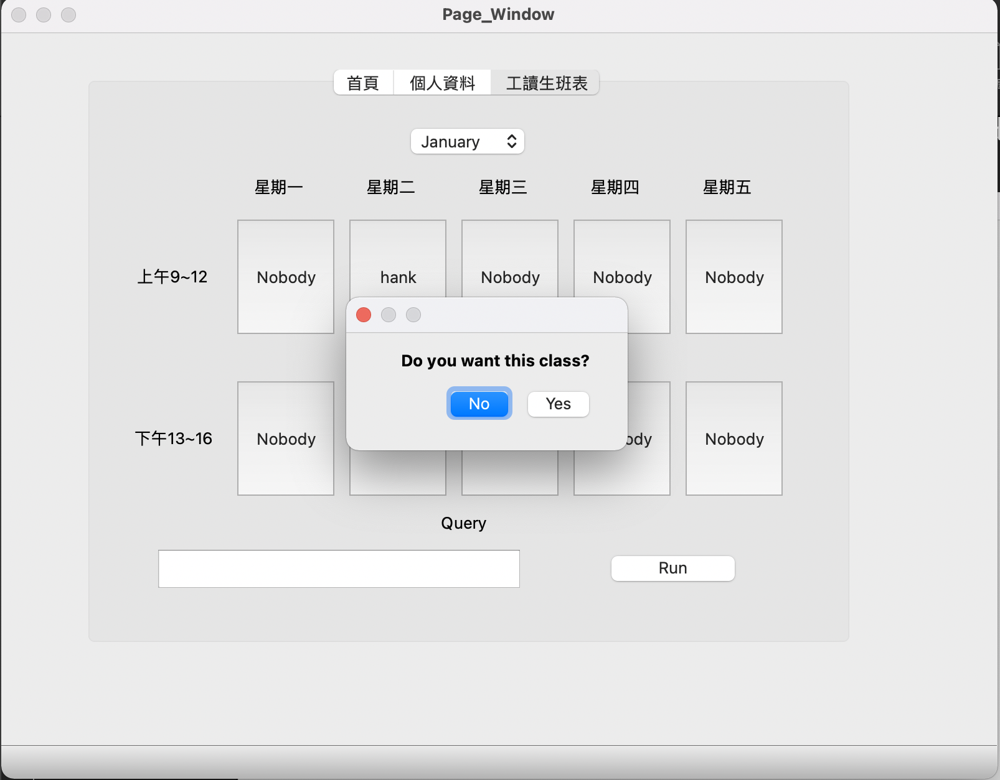 Page_Window
首頁 個人資料 工讀生班表
January
星期一 星期二 星期三 星期四 星期五
上午9~12 Nobody hank Nobody Nobody Nobody
Do you want this class?
No Yes
下午13~16 Nobody Nobody
Query
Run